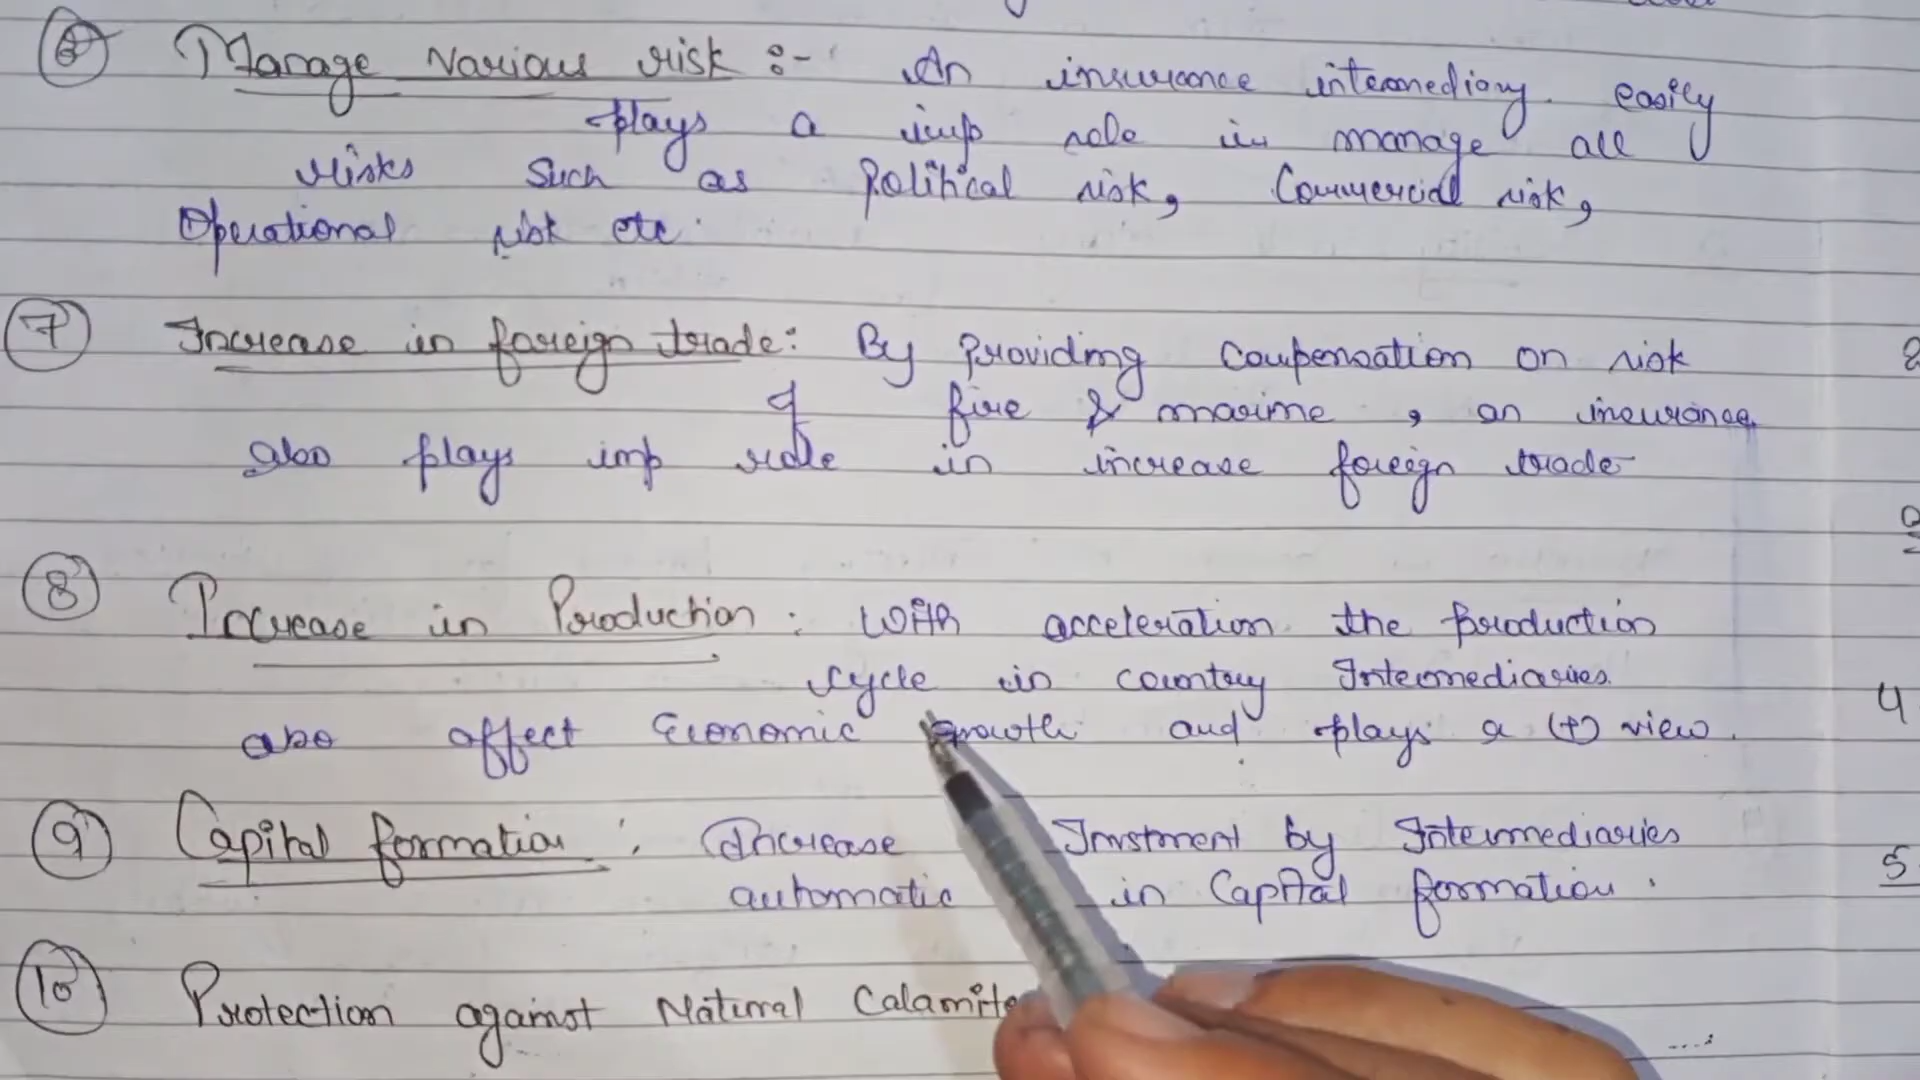 6 Manage Various risk :- An insurance intermediary easily
plays a imp role in manage all
risks such as Political risk, Commercial risk,
Operational risk etc.
7 Increase in foreign trade: By Providing Compensation on risk
of fire & marine, an insurance
also plays imp role in increase foreign trade
8 Increase in Production: With acceleration the production
cycle in country Intermediaries
also affect Economic growth and plays a (+) view.
9 Capital formation: Increase Invstment by Intermediaries
automatic in Capital formation.
10 Protection against Natural
4
5